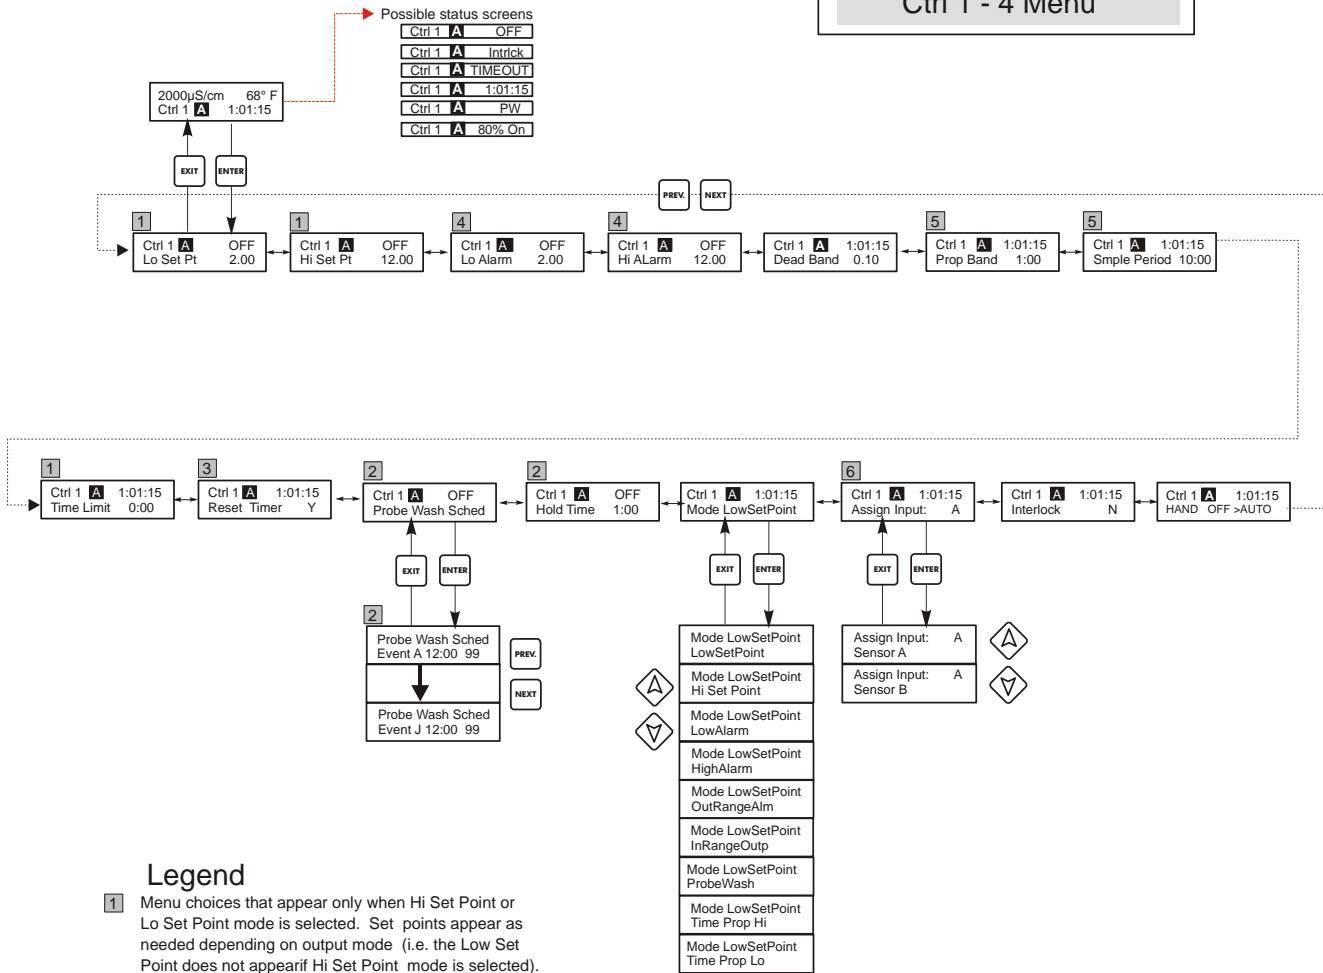 Ctrl 1 - 4 Menu
Possible status screens
Ctrl 1 A OFF
Ctrl 1 A Intrlck
Ctrl 1 A TIMEOUT
Ctrl 1 A 1:01:15
Ctrl 1 A PW
Ctrl 1 A 80% On
2000µS/cm 68° F
Ctrl 1 A 1:01:15
EXIT
ENTER
PREV.
NEXT
1
Ctrl 1 A OFF
Lo Set Pt 2.00
1
Ctrl 1 A OFF
Hi Set Pt 12.00
4
Ctrl 1 A OFF
Lo Alarm 2.00
4
Ctrl 1 A OFF
Hi ALarm 12.00
Ctrl 1 A 1:01:15
Dead Band 0.10
5
Ctrl 1 A 1:01:15
Prop Band 1:00
5
Ctrl 1 A 1:01:15
Smple Period 10:00
1
Ctrl 1 A 1:01:15
Time Limit 0:00
3
Ctrl 1 A 1:01:15
Reset Timer Y
2
Ctrl 1 A OFF
Probe Wash Sched
2
Ctrl 1 A OFF
Hold Time 1:00
Ctrl 1 A 1:01:15
Mode LowSetPoint
6
Ctrl 1 A 1:01:15
Assign Input: A
Ctrl 1 A 1:01:15
Interlock N
Ctrl 1 A 1:01:15
HAND OFF >AUTO
EXIT
ENTER
EXIT
ENTER
EXIT
ENTER
2
Probe Wash Sched
Event A 12:00 99
Probe Wash Sched
Event J 12:00 99
PREV.
NEXT
Mode LowSetPoint
LowSetPoint
Mode LowSetPoint
Hi Set Point
Mode LowSetPoint
LowAlarm
Mode LowSetPoint
HighAlarm
Mode LowSetPoint
OutRangeAlm
Mode LowSetPoint
InRangeOutp
Mode LowSetPoint
ProbeWash
Mode LowSetPoint
Time Prop Hi
Mode LowSetPoint
Time Prop Lo
Assign Input: A
Sensor A
Assign Input: A
Sensor B
Legend
1 Menu choices that appear only when Hi Set Point or
Lo Set Point mode is selected. Set points appear as
needed depending on output mode (i.e. the Low Set
Point does not appearif Hi Set Point mode is selected).